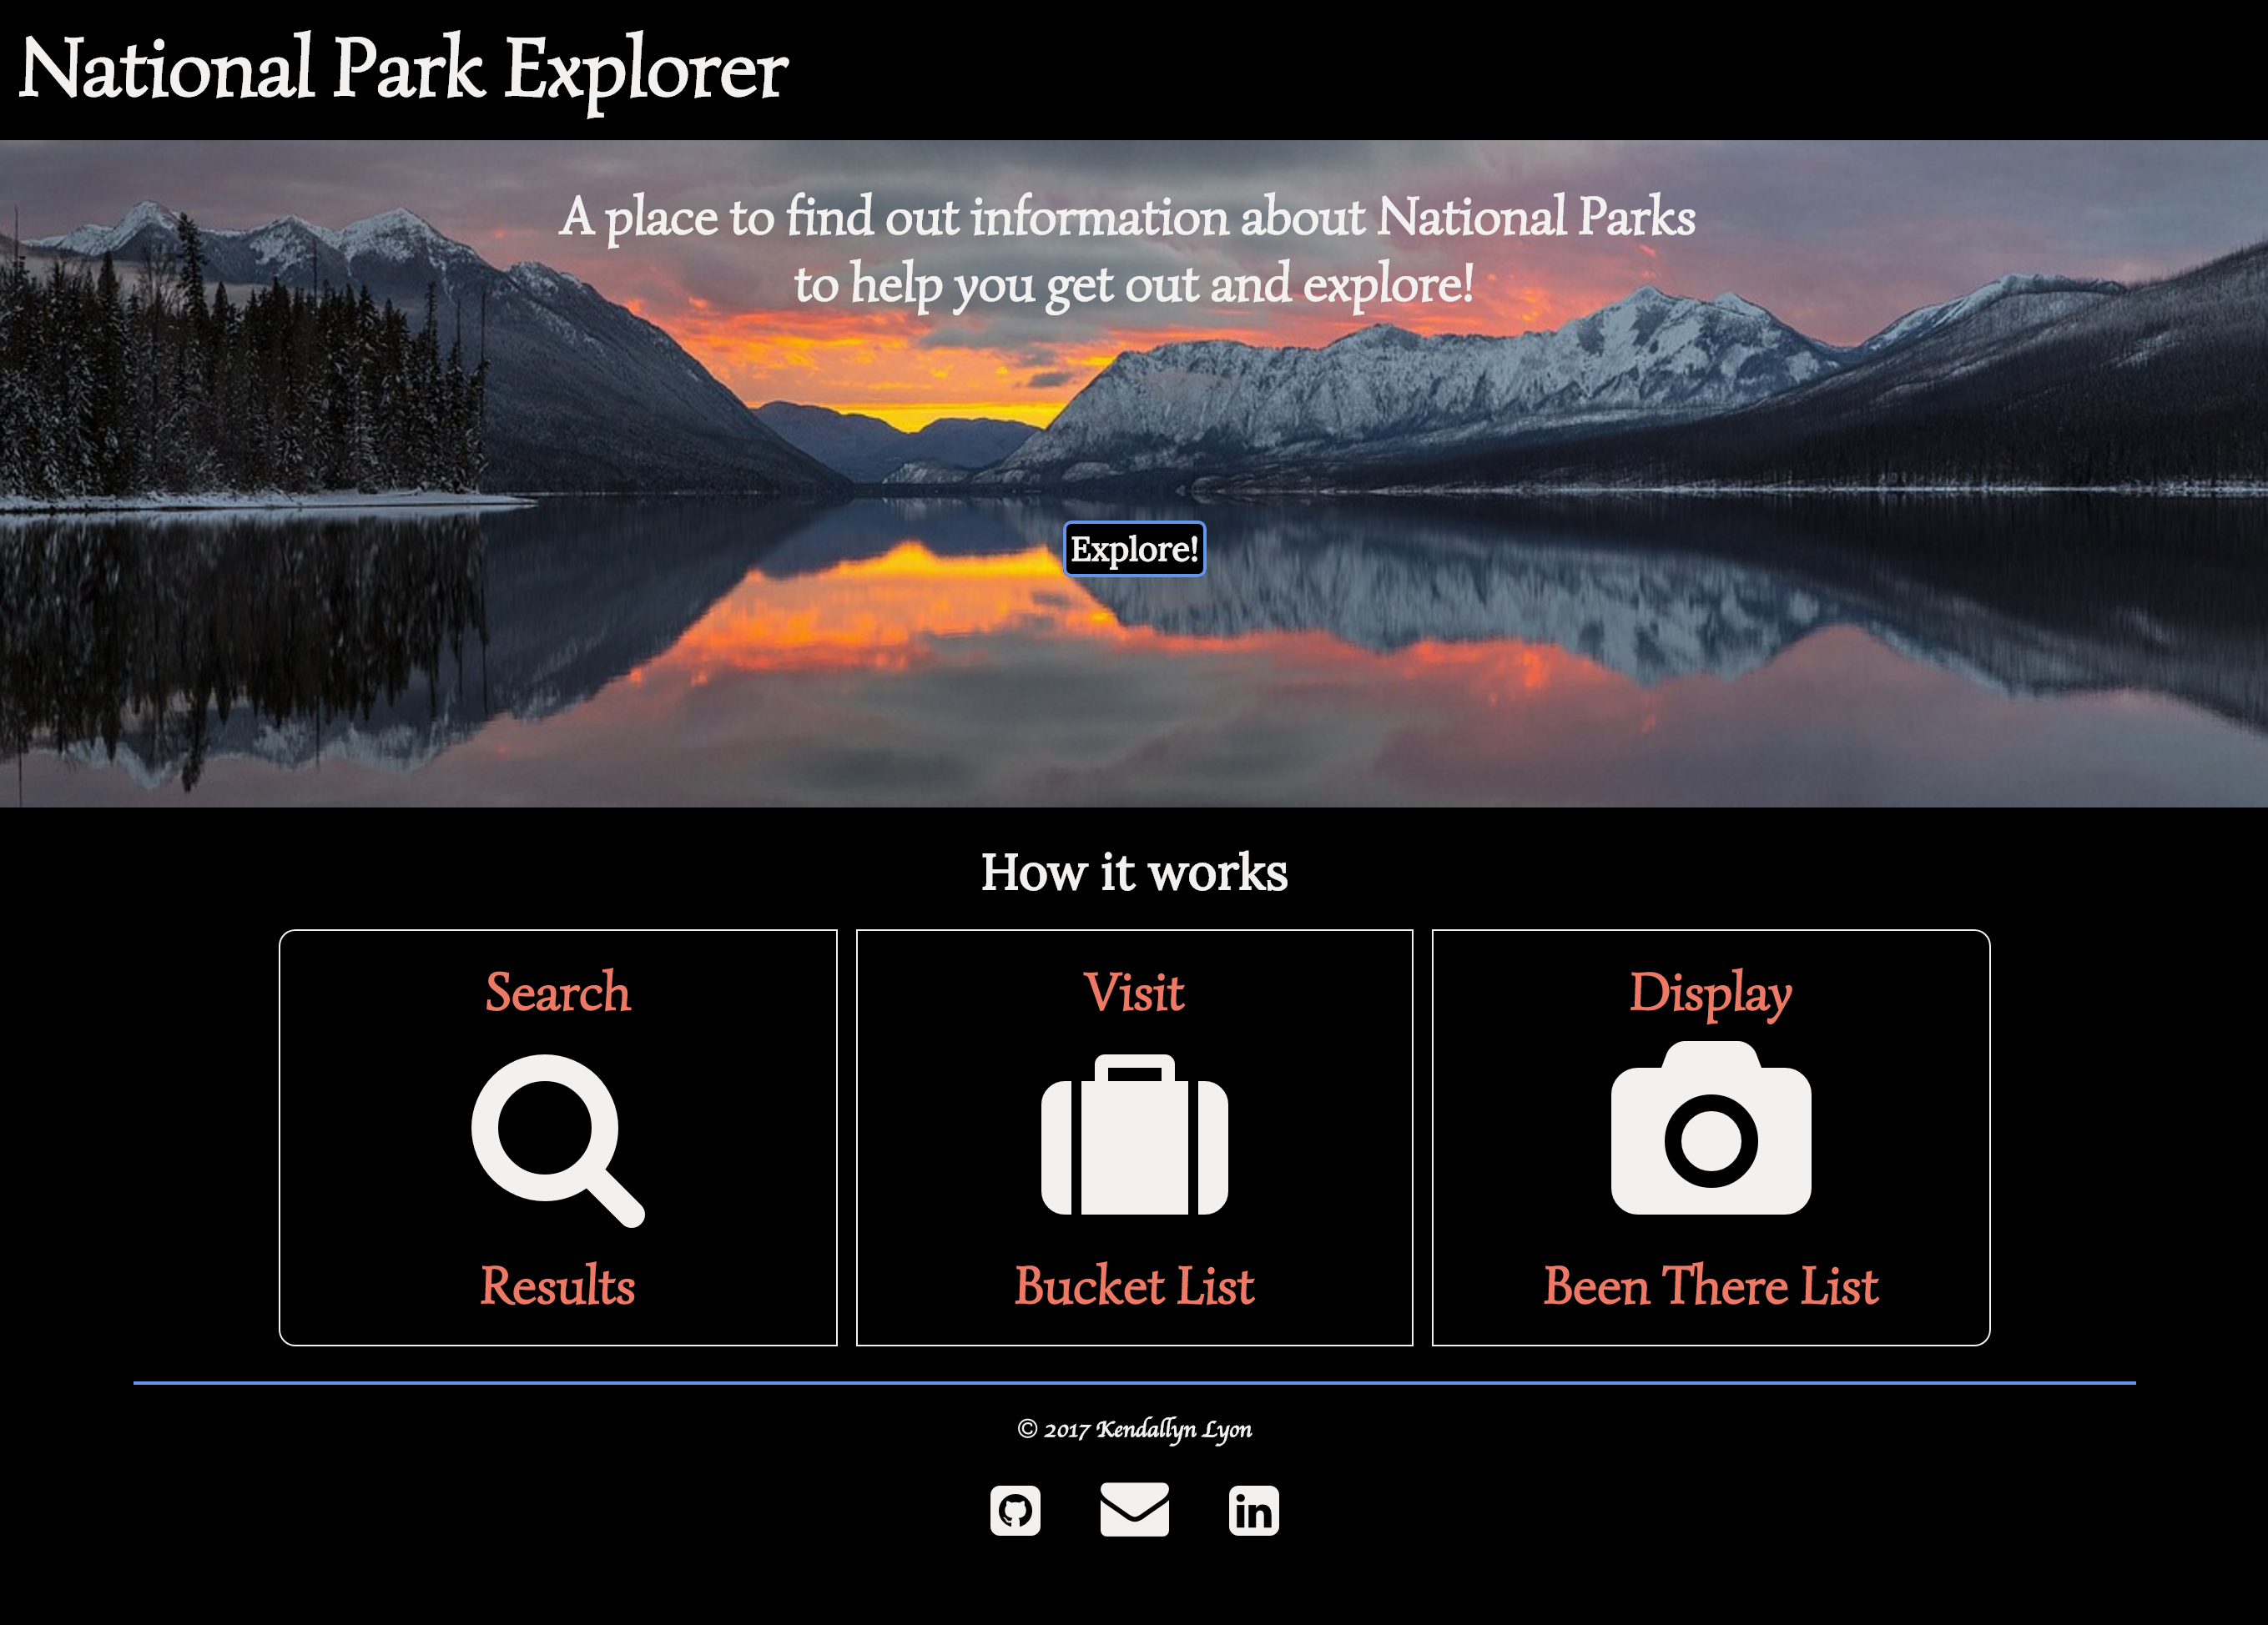 National Park Explorer
A place to find out information about National Parks
to help you get out and explore!
Explore!
How it works
Search
Visit
Display
Results
Bucket List
Been There List
© 2017 Kendallyn Lyon
in